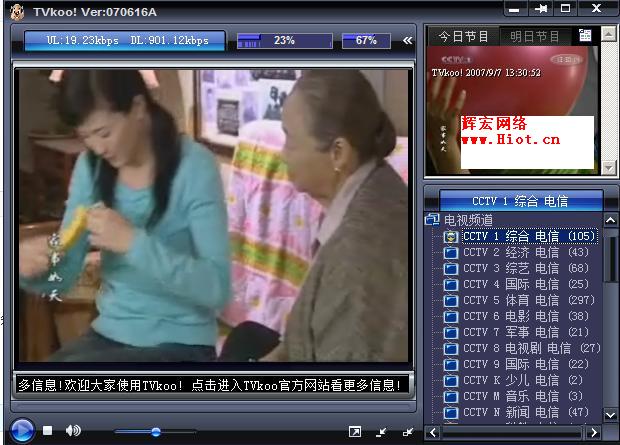 TVkoo! Ver:070616A
UL:19.23kbps DL:901.12kbps
23%
67%
今日节目
明日节目
CCTV-1
TVkoo! 2007/9/7 13:30:52
辉宏网络
www.Hiot.cn
家事如天
CCTV 1 综合 电信
电视频道
CCTV 1 综合 电信 (105)
CCTV 2 经济 电信 (43)
CCTV 3 综艺 电信 (68)
CCTV 4 国际 电信 (25)
CCTV 5 体育 电信 (297)
CCTV 6 电影 电信 (38)
CCTV 7 军事 电信 (21)
CCTV 8 电视剧 电信 (27)
CCTV 9 国际 电信 (22)
CCTV K 少儿 电信 (2)
CCTV M 音乐 电信 (3)
CCTV N 新闻 电信 (47)
多信息!欢迎大家使用TVkoo! 点击进入TVkoo官方网站看更多信息!